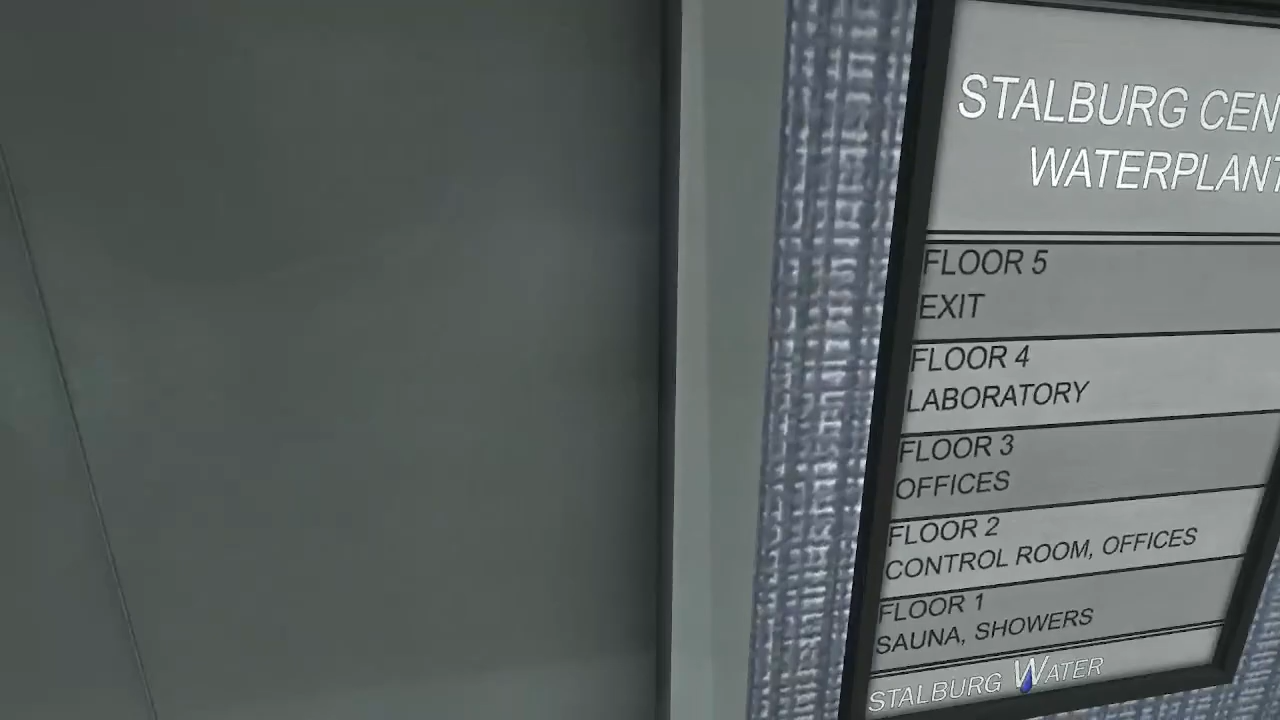 STALBURG CEN
WATERPLANT
FLOOR 5
EXIT
FLOOR 4
LABORATORY
FLOOR 3
OFFICES
FLOOR 2
CONTROL ROOM, OFFICES
FLOOR 1
SAUNA, SHOWERS
STALBURG WATER